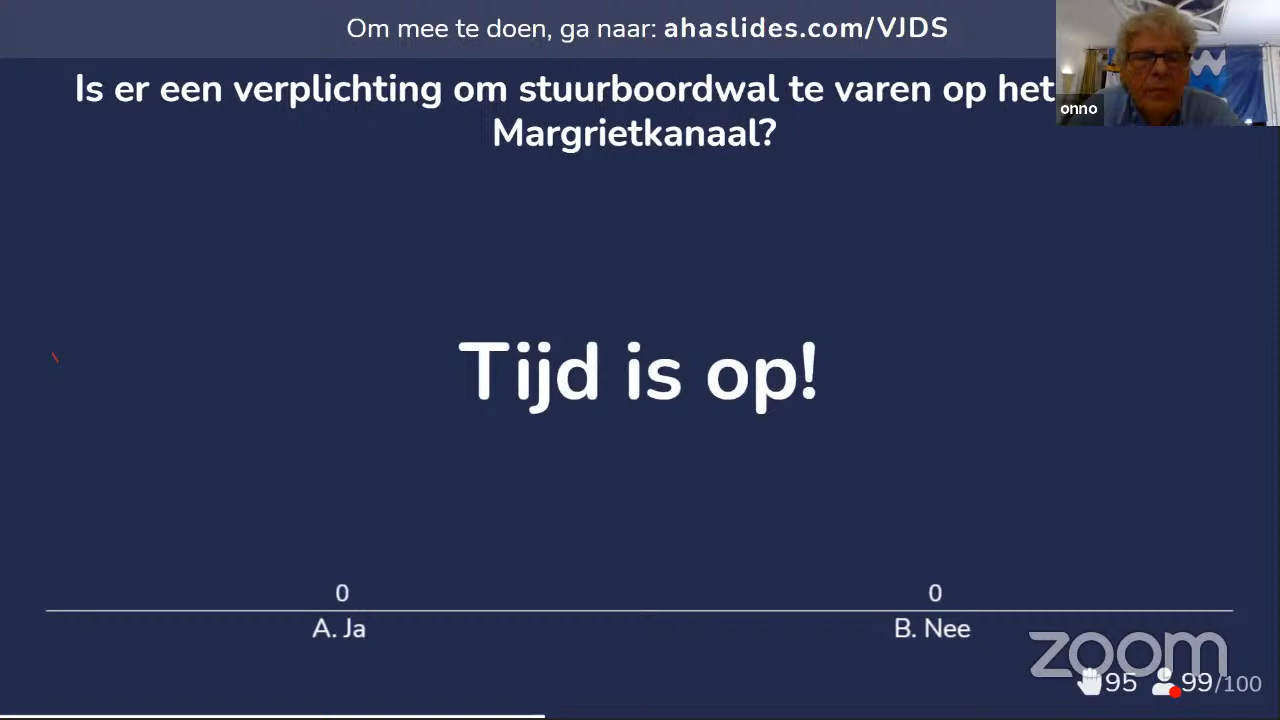 Om mee te doen, ga naar: ahaslides.com/VJDS
Is er een verplichting om stuurboordwal te varen op het
Margrietkanaal?
onno
Tijd is op!
0
0
A. Ja
B. Nee
zoom
95
99/100